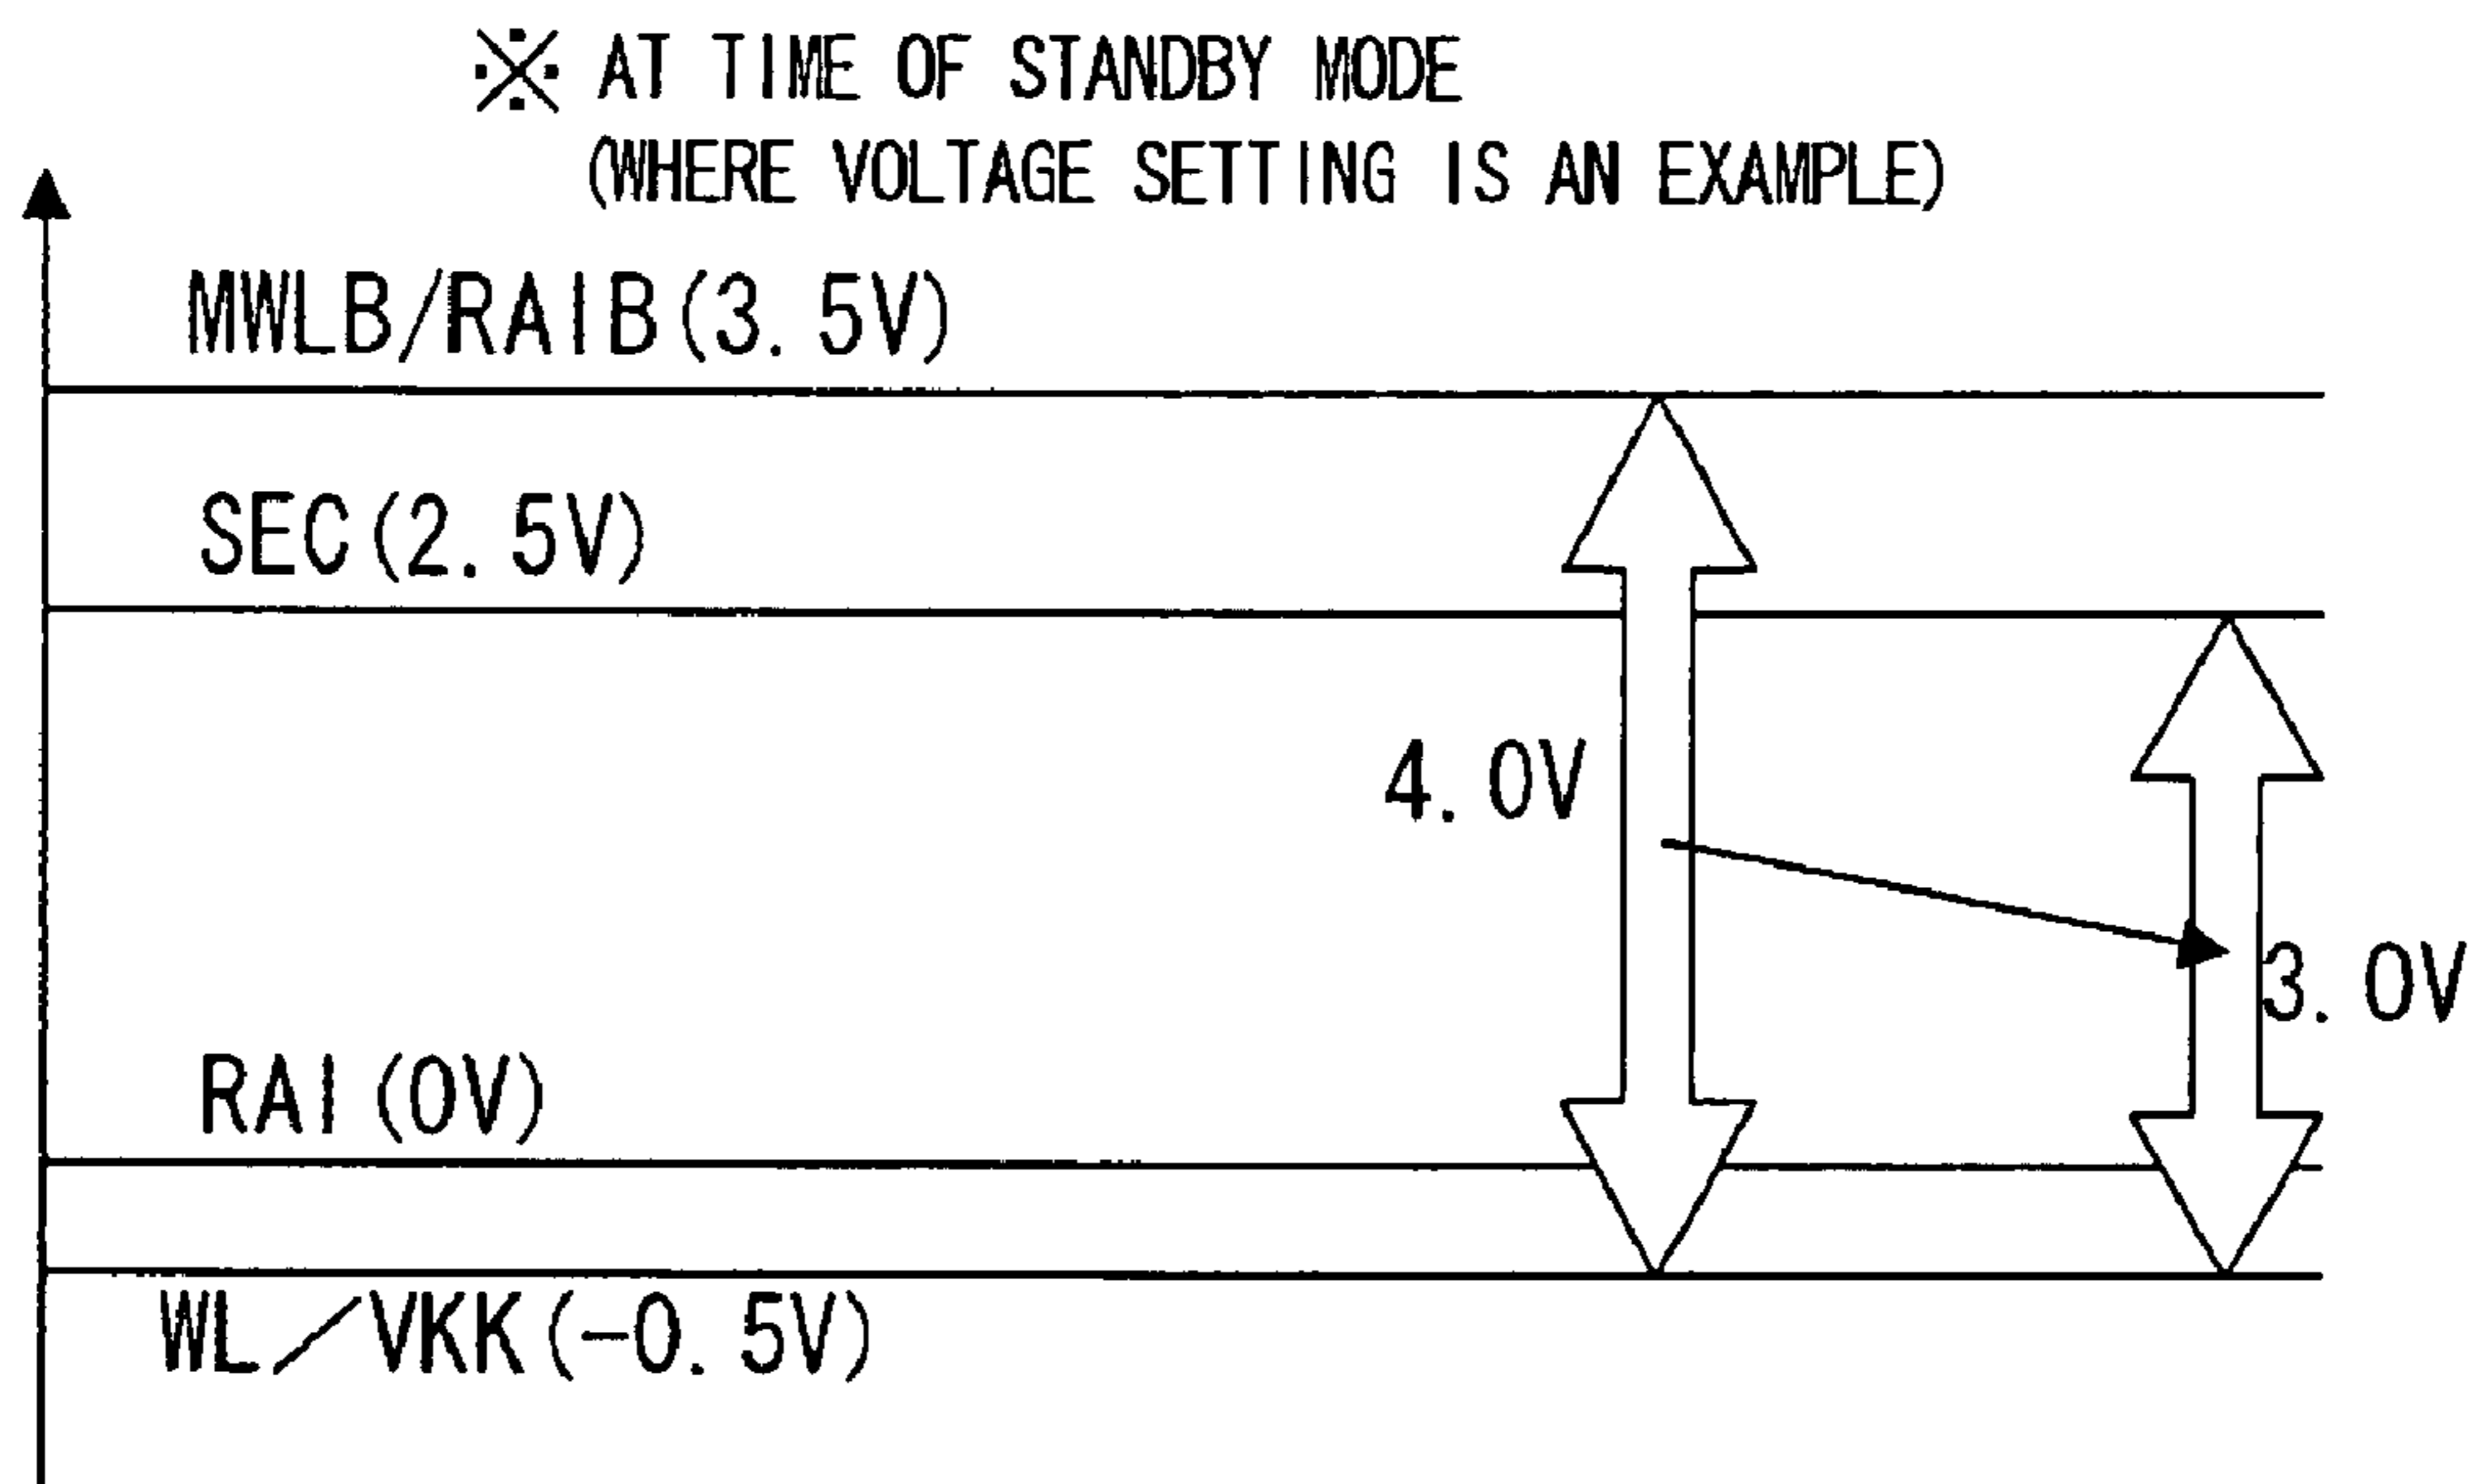 ※ AT TIME OF STANDBY MODE
(WHERE VOLTAGE SETTING IS AN EXAMPLE)
MWLB/RAIB(3.5V)
SEC(2.5V)
4.0V
3.0V
RAI(0V)
WL/VKK(-0.5V)